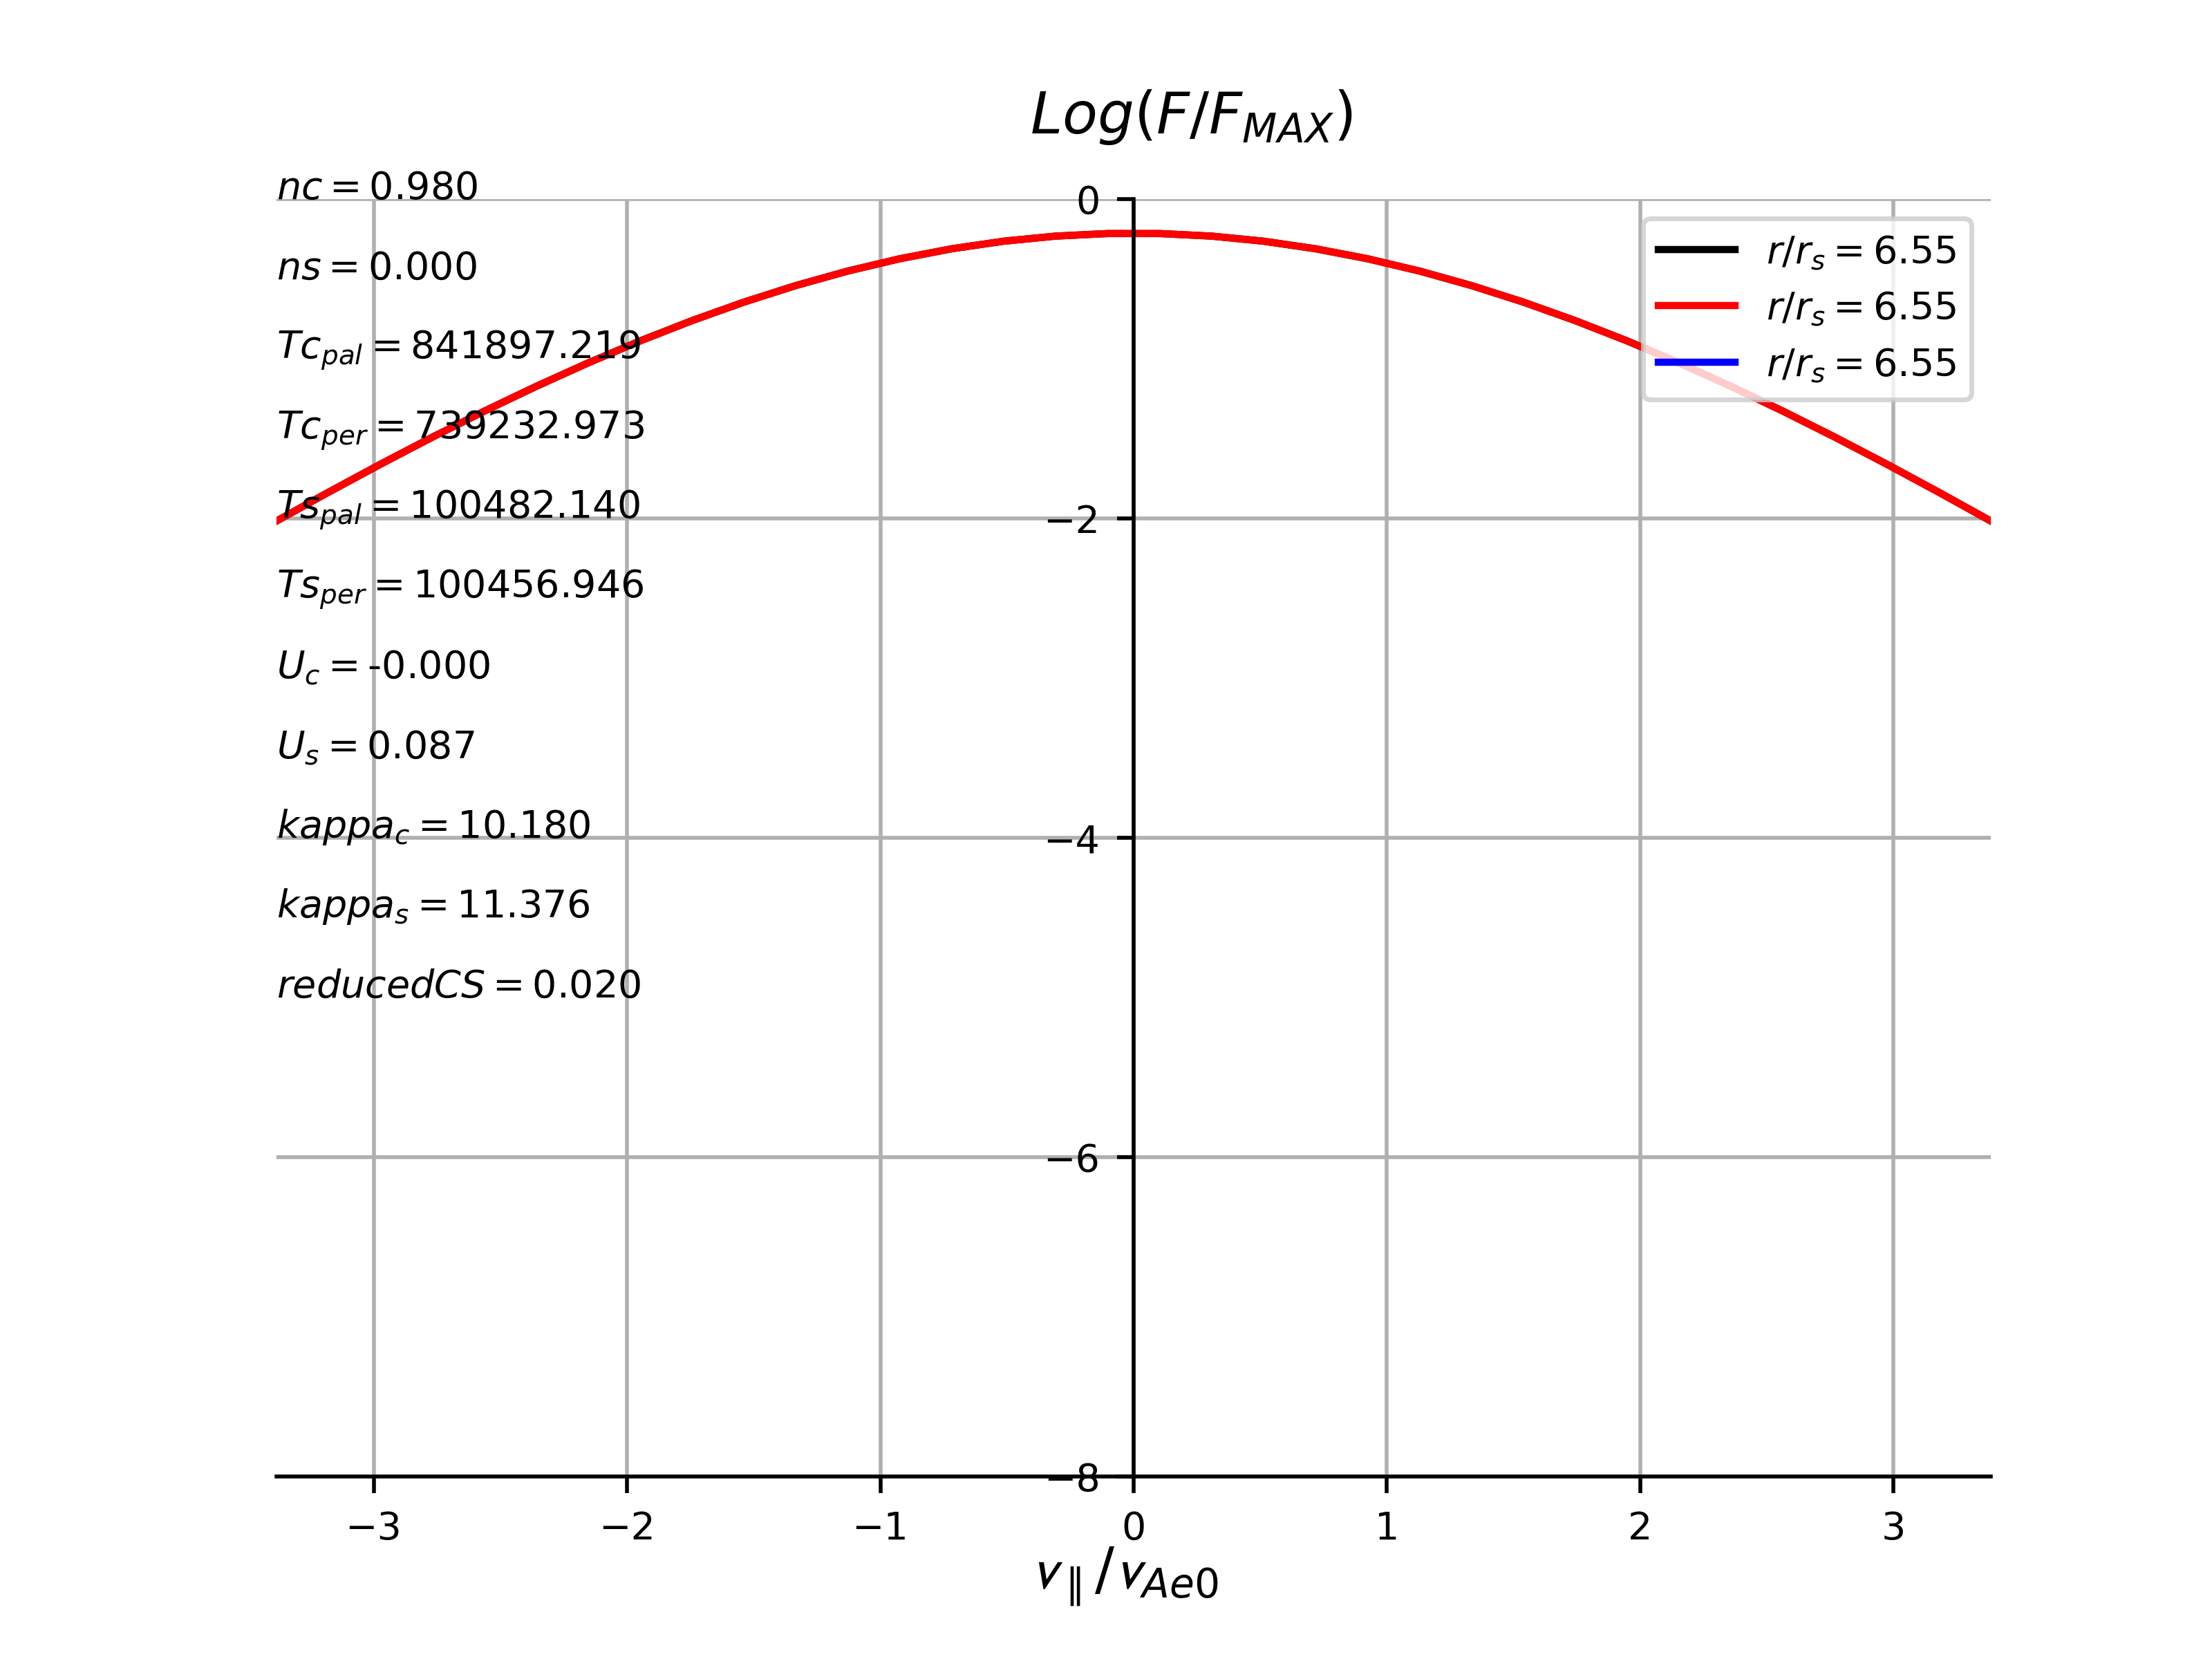 Log(F/F_MAX)
nc = 0.980
ns = 0.000
Tc_pal = 841897.219
Tc_per = 739232.973
Ts_pal = 100482.140
Ts_per = 100456.946
U_c = -0.000
U_s = 0.087
kappa_c = 10.180
kappa_s = 11.376
reducedCS = 0.020
r/r_s = 6.55
r/r_s = 6.55
r/r_s = 6.55
0
−2
−4
−6
−8
−3 −2 −1 0 1 2 3
v_∥/v_Ae0